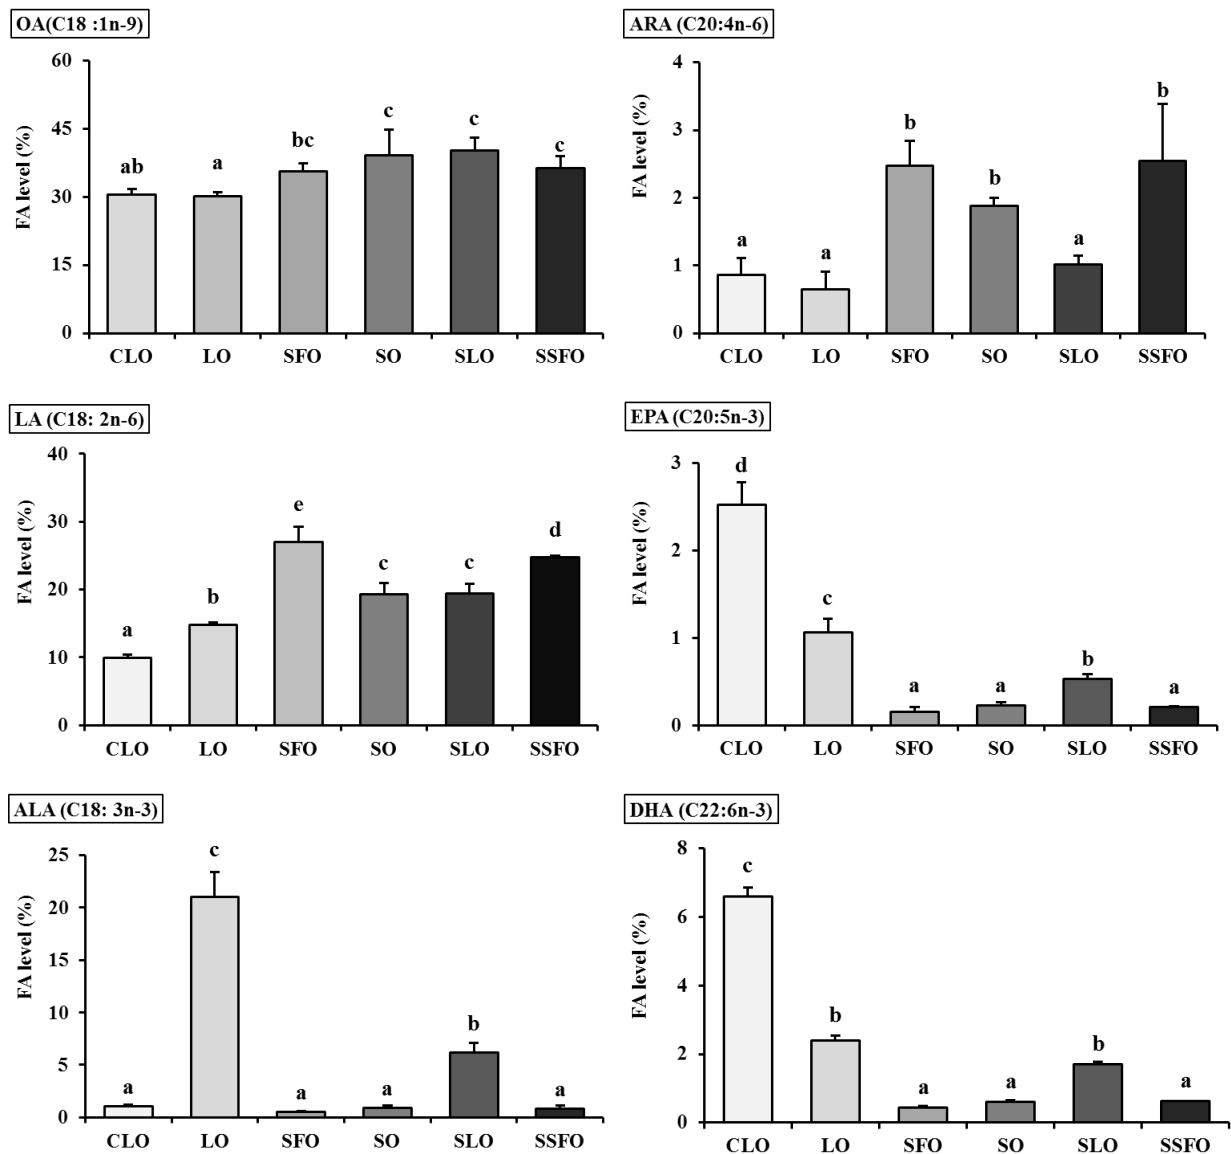 OA(C18 :1n-9)
FA level (%)
60
45
30
15
0
ab
a
bc
c
c
c
CLO LO SFO SO SLO SSFO
ARA (C20:4n-6)
FA level (%)
4
3
2
1
0
a
a
b
b
a
b
CLO LO SFO SO SLO SSFO
LA (C18: 2n-6)
FA level (%)
40
30
20
10
0
a
b
e
c
c
d
CLO LO SFO SO SLO SSFO
EPA (C20:5n-3)
FA level (%)
3
2
1
0
d
c
a
a
b
a
CLO LO SFO SO SLO SSFO
ALA (C18: 3n-3)
FA level (%)
25
20
15
10
5
0
a
c
a
a
b
a
CLO LO SFO SO SLO SSFO
DHA (C22:6n-3)
FA level (%)
8
6
4
2
0
c
b
a
a
b
a
CLO LO SFO SO SLO SSFO